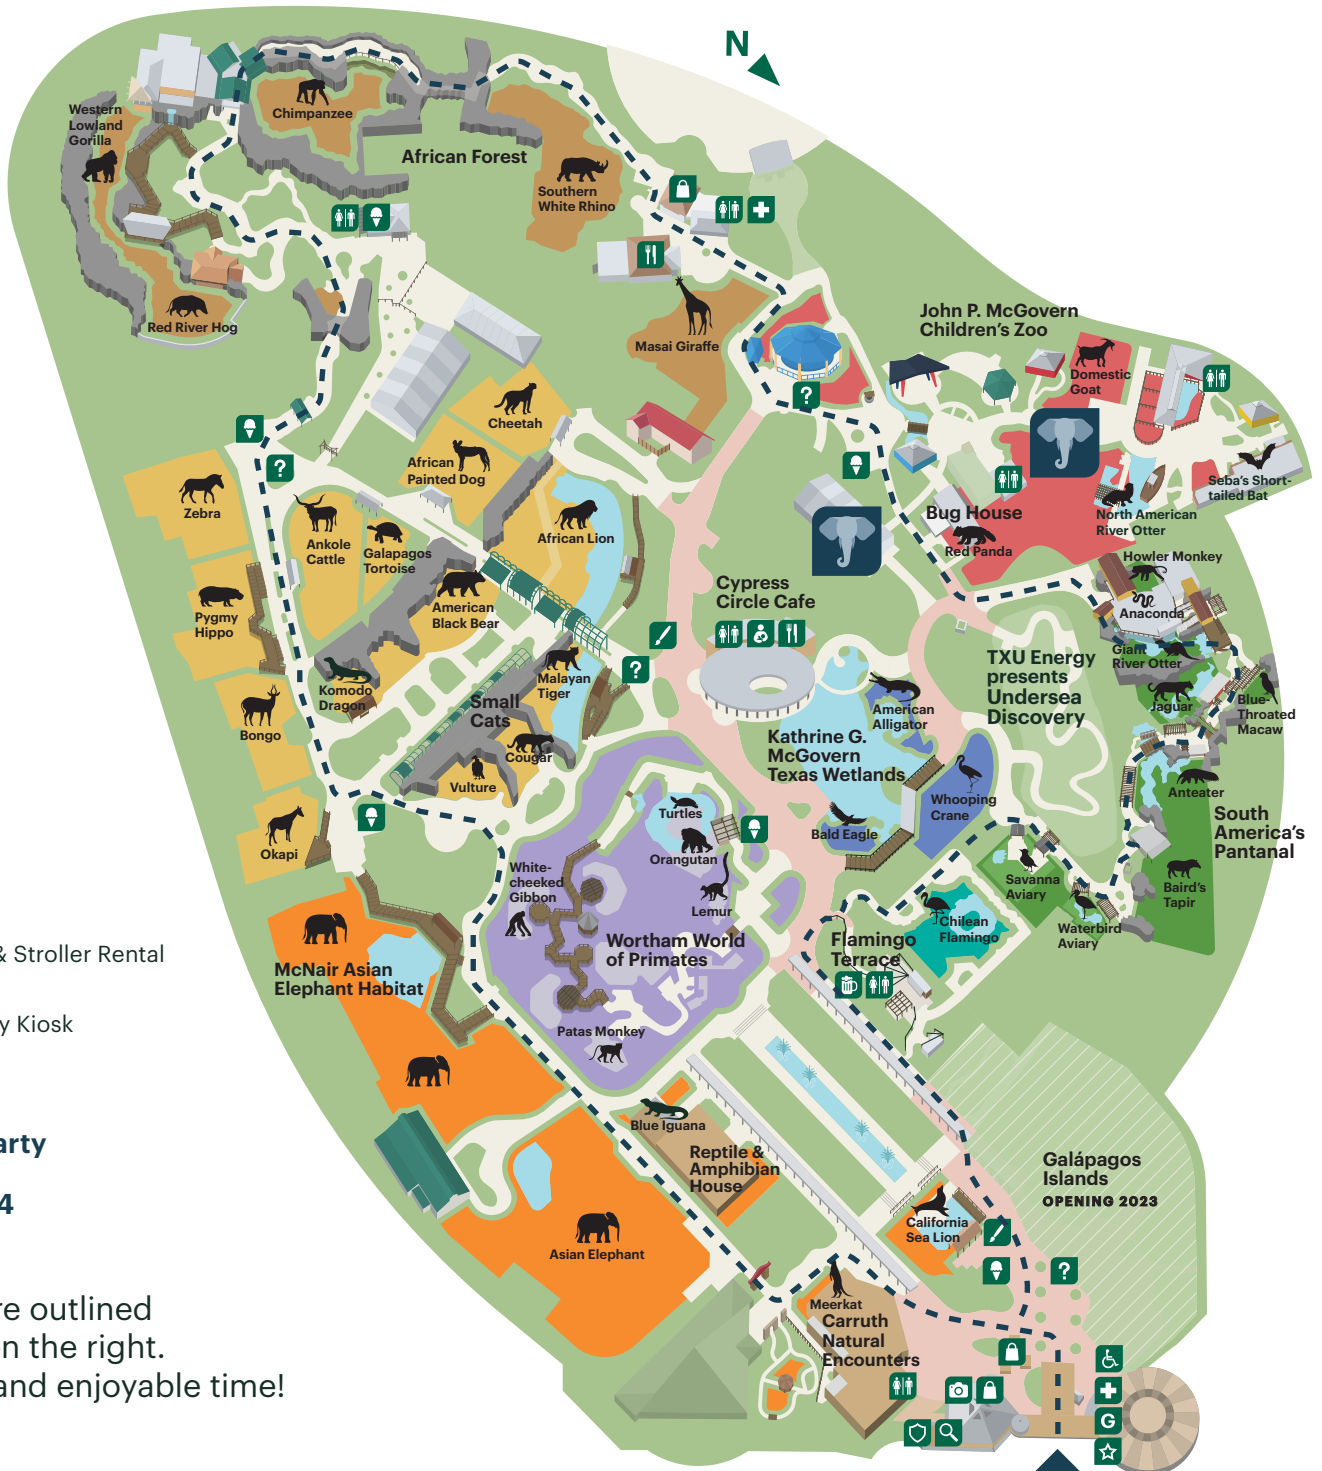 N
Western
Lowland
Gorilla
Chimpanzee
African Forest
Southern
White Rhino
Red River Hog
Masai Giraffe
John P. McGovern
Children's Zoo
Domestic
Goat
Cheetah
?
African
Painted Dog
?
Zebra
Ankole
Cattle
Galapagos
Tortoise
African Lion
Bug House
Red Panda
Seba's Short-
tailed Bat
North American
River Otter
Howler Monkey
Anaconda
Pygmy
Hippo
American
Black Bear
Cypress
Circle Cafe
Giant
River Otter
Jaguar
Blue-
Throated
Macaw
Komodo
Dragon
Malayan
Tiger
?
Small
Cats
Bongo
Cougar
Vulture
TXU Energy
presents
Undersea
Discovery
American
Alligator
Kathrine G.
McGovern
Texas Wetlands
Whooping
Crane
Bald Eagle
Anteater
South
America's
Pantanal
Baird's
Tapir
Okapi
Turtles
Orangutan
White-
cheeked
Gibbon
Lemur
Savanna
Aviary
Waterbird
Aviary
Chilean
Flamingo
Flamingo
Terrace
Wortham World
of Primates
Patas Monkey
McNair Asian
Elephant Habitat
& Stroller Rental
y Kiosk
Blue Iguana
Reptile &
Amphibian
House
Galápagos
Islands
OPENING 2023
arty
4
California
Sea Lion
?
Asian Elephant
re outlined
n the right.
and enjoyable time!
Meerkat
Carruth
Natural
Encounters
G